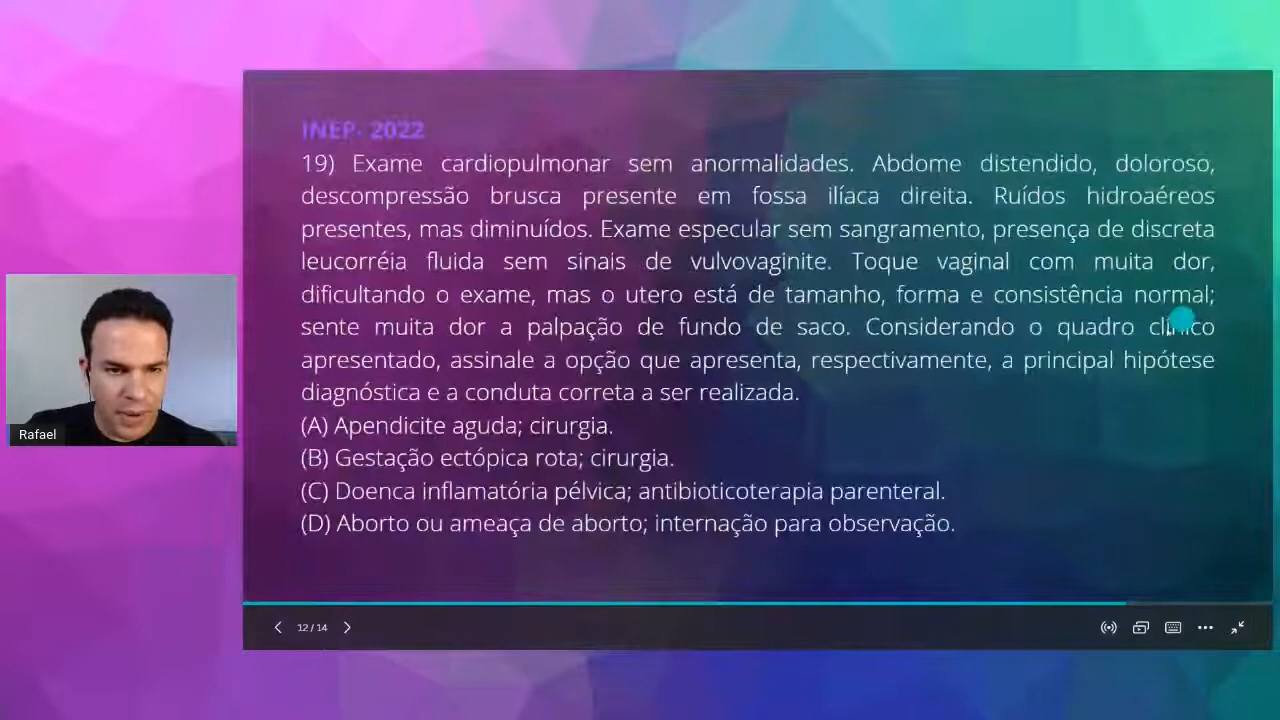 INEP- 2022
19) Exame cardiopulmonar sem anormalidades. Abdome distendido, doloroso,
descompressão brusca presente em fossa ilíaca direita. Ruídos hidroaéreos
presentes, mas diminuídos. Exame especular sem sangramento, presença de discreta
leucorréia fluida sem sinais de vulvovaginite. Toque vaginal com muita dor,
dificultando o exame, mas o utero está de tamanho, forma e consistência normal;
sente muita dor a palpação de fundo de saco. Considerando o quadro clínico
apresentado, assinale a opção que apresenta, respectivamente, a principal hipótese
diagnóstica e a conduta correta a ser realizada.
(A) Apendicite aguda; cirurgia.
(B) Gestação ectópica rota; cirurgia.
(C) Doenca inflamatória pélvica; antibioticoterapia parenteral.
(D) Aborto ou ameaça de aborto; internação para observação.
Rafael
12 / 14